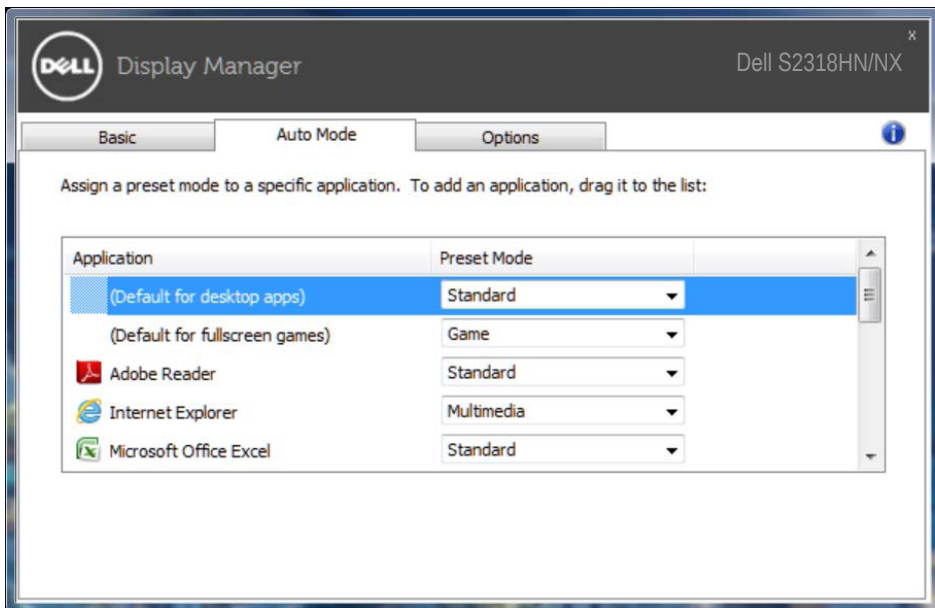 DELL
Display Manager
Dell S2318HN/NX
x
Basic
Auto Mode
Options
i
Assign a preset mode to a specific application.  To add an application, drag it to the list:
Application
Preset Mode
(Default for desktop apps)
Standard
(Default for fullscreen games)
Game
Adobe Reader
Standard
Internet Explorer
Multimedia
Microsoft Office Excel
Standard